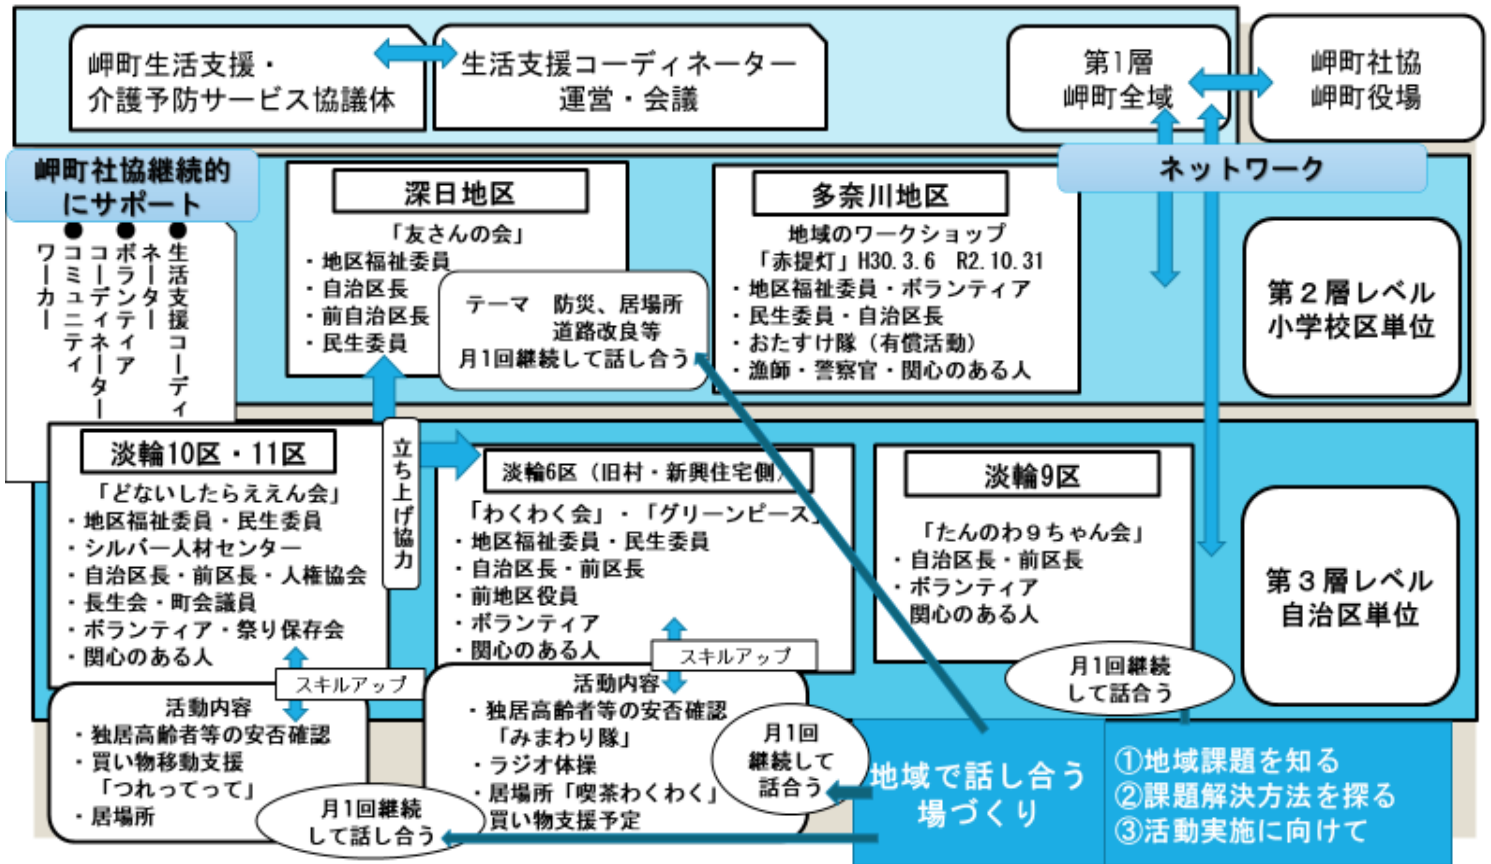 岬町生活支援・
介護予防サービス協議体
生活支援コーディネーター
運営・会議
第1層
岬町全域
岬町社協
岬町役場
岬町社協継続的
にサポート
ネットワーク
●生活支援コーディ
ネーター
●ボランティア
コーディネーター
●コミュニティ
ワーカー
深日地区
「友さんの会」
・地区福祉委員
・自治区長
・前自治区長
・民生委員
テーマ　防災、居場所
道路改良等
月1回継続して話し合う
多奈川地区
地域のワークショップ
「赤提灯」H30.3.6　R2.10.31
・地区福祉委員・ボランティア
・民生委員・自治区長
・おたすけ隊（有償活動）
・漁師・警察官・関心のある人
第２層レベル
小学校区単位
淡輪10区・11区
「どないしたらええん会」
・地区福祉委員・民生委員
・シルバー人材センター
・自治区長・前区長・人権協会
・長生会・町会議員
・ボランティア・祭り保存会
・関心のある人
立ち上げ協力
淡輪6区（旧村・新興住宅側）
「わくわく会」・「グリーンピース」
・地区福祉委員・民生委員
・自治区長・前区長
・前地区役員
・ボランティア
・関心のある人
淡輪9区
「たんのわ９ちゃん会」
・自治区長・前区長
・ボランティア
関心のある人
第３層レベル
自治区単位
スキルアップ
スキルアップ
月1回継続
して話合う
活動内容
・独居高齢者等の安否確認
・買い物移動支援
「つれってって」
・居場所
月1回継続
して話し合う
活動内容
・独居高齢者等の安否確認
「みまわり隊」
・ラジオ体操
・居場所「喫茶わくわく」
・買い物支援予定
月1回
継続して
話合う
地域で話し合う
場づくり
①地域課題を知る
②課題解決方法を探る
③活動実施に向けて